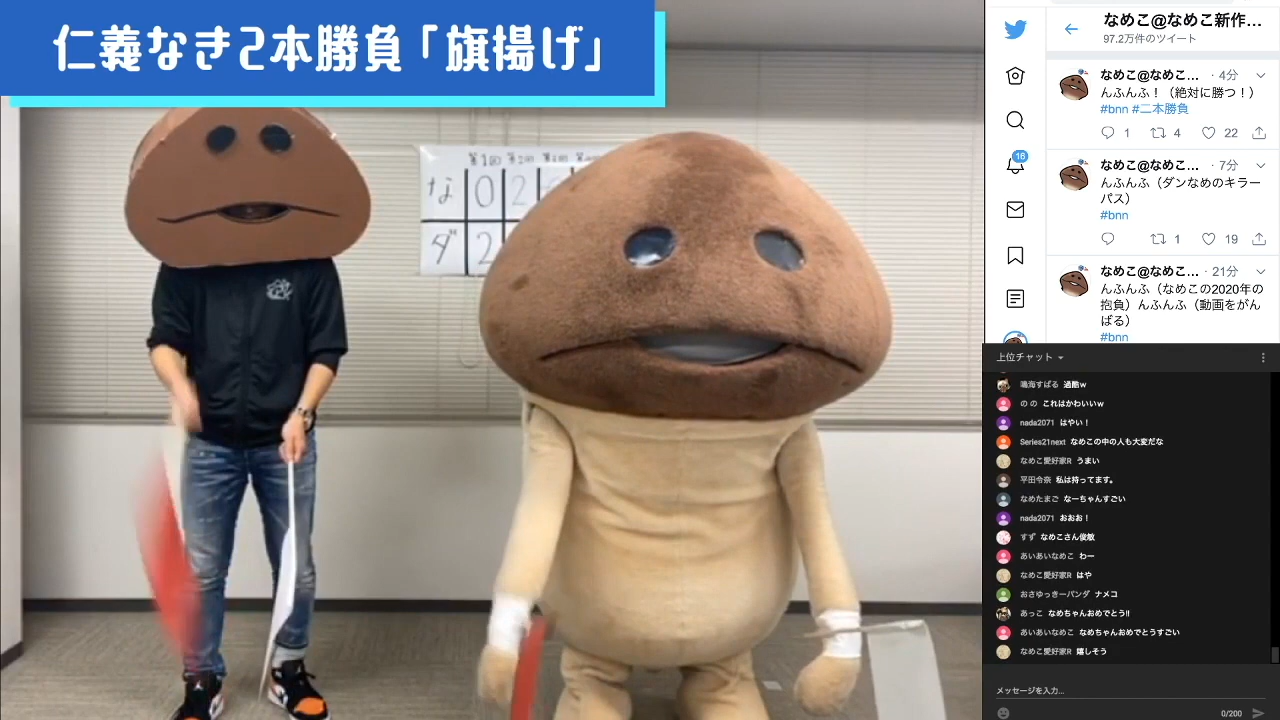 仁義なき2本勝負「旗揚げ」
第1回
な 0 2
ダ 2
なめこ@なめこ新作...
97.2万件のツイート
なめこ@なめこ... ・4分
んふんふ！（絶対に勝つ！）
#bnn #二本勝負
1 4 22
なめこ@なめこ... ・7分
んふんふ（ダンなめのキラー
パス）
#bnn
1 19
16
なめこ@なめこ... ・21分
んふんふ（なめこの2020年の
抱負）んふんふ（動画をがん
ばる）
#bnn
上位チャット
鳴海すばる 過酷w
の の これはかわいいw
nada2071 はやい！
Series21next なめこの中の人も大変だな
なめこ愛好家R うまい
平田令奈 私は持ってます。
なめたまご なーちゃんすごい
nada2071 おおお！
すず なめこさん俊敏
あいあいなめこ わー
なめこ愛好家R はや
おさゆっきーパンダ ナメコ
あっこ なめちゃんおめでとう!!
あいあいなめこ なめちゃんおめでとうすごい
なめこ愛好家R 嬉しそう
メッセージを入力...
0/200